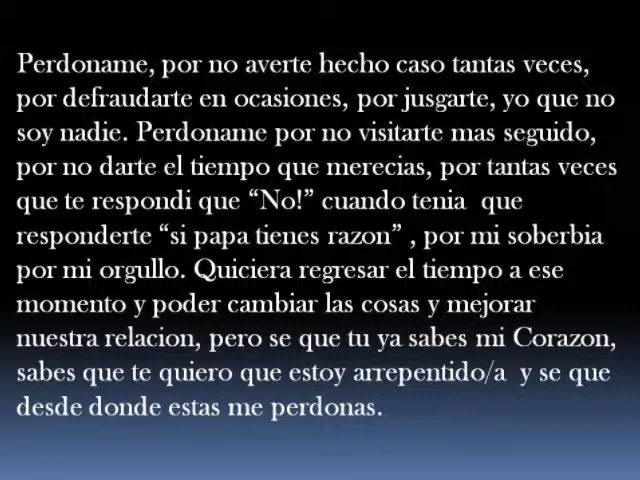 Perdoname, por no averte hecho caso tantas veces,
por defraudarte en ocasiones, por jusgarte, yo que no
soy nadie. Perdoname por no visitarte mas seguido,
por no darte el tiempo que merecias, por tantas veces
que te respondi que “No!” cuando tenia  que
responderte “si papa tienes razon” , por mi soberbia
por mi orgullo. Quiciera regresar el tiempo a ese
momento y poder cambiar las cosas y mejorar
nuestra relacion, pero se que tu ya sabes mi Corazon,
sabes que te quiero que estoy arrepentido/a  y se que
desde donde estas me perdonas.